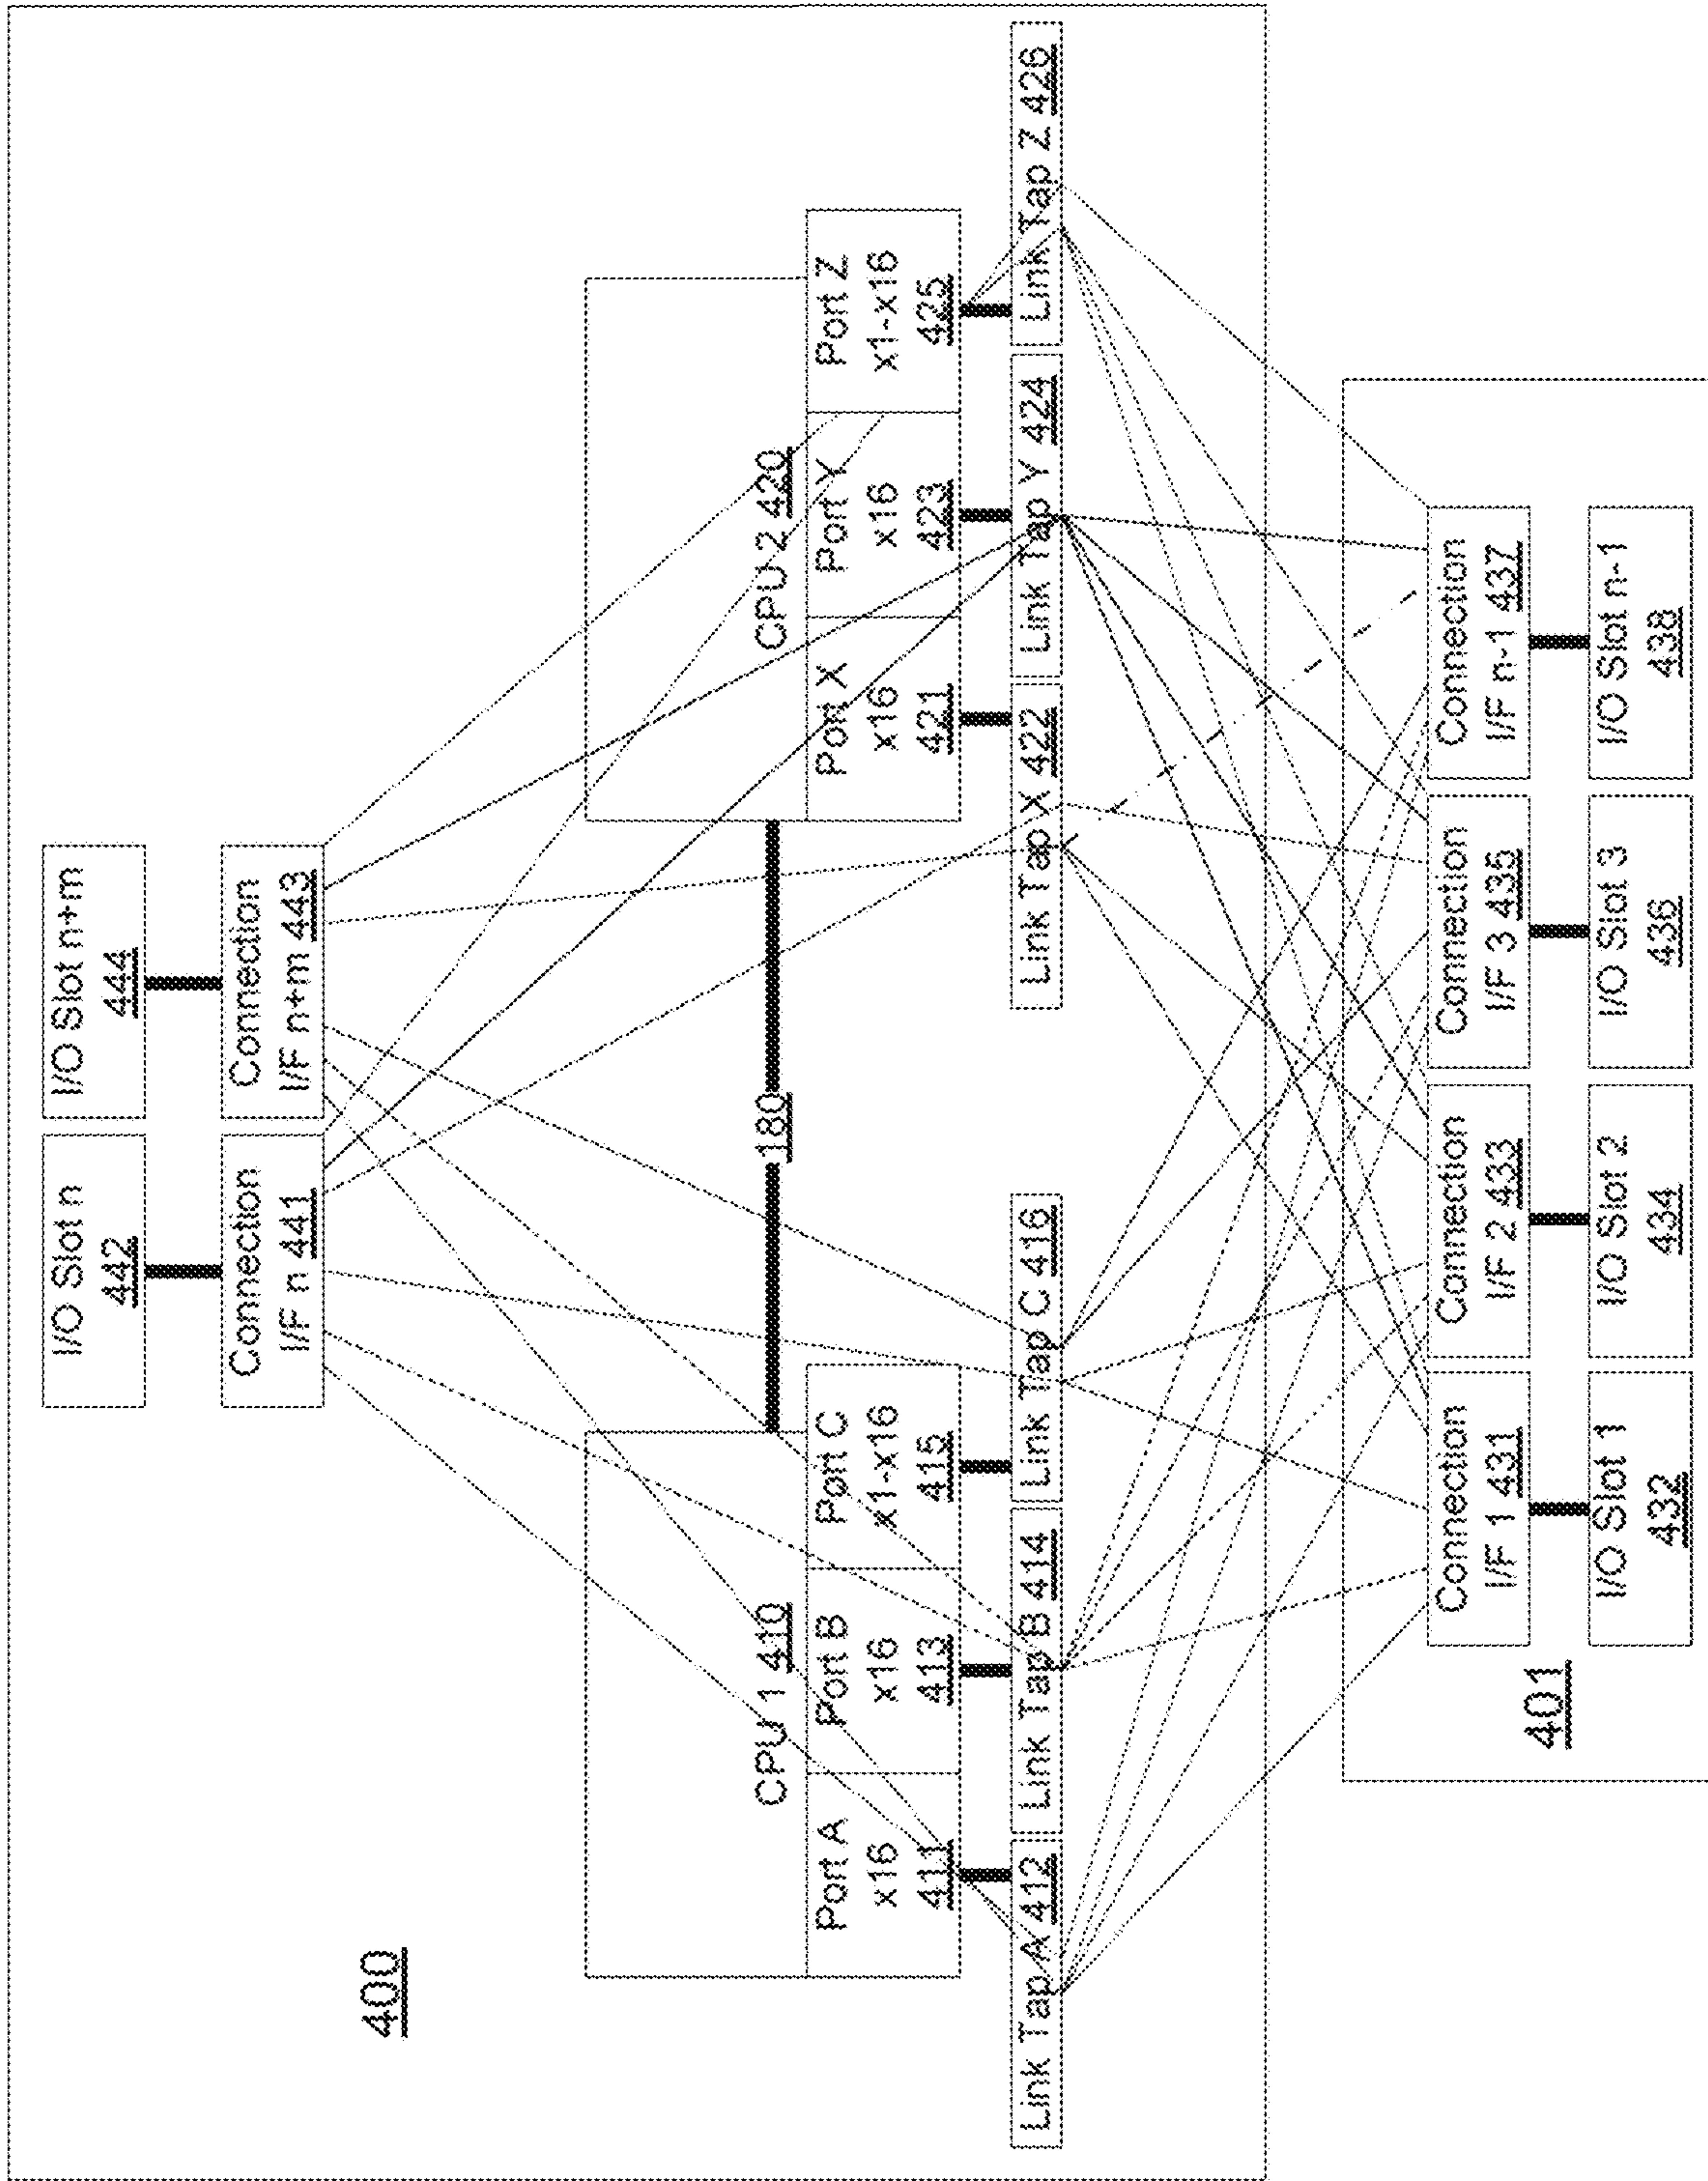 400
I/O Slot n
442
I/O Slot n+m
444
Connection
I/F n 441
Connection
I/F n+m 443
CPU 1 410
Port A
x16
411
Port B
x16
413
Port C
x1-x16
415
180
CPU 2 420
Port X
x16
421
Port Y
x16
423
Port Z
x1-x16
425
Link Tap A 412
Link Tap B 414
Link Tap C 416
Link Tap X 422
Link Tap Y 424
Link Tap Z 426
401
Connection
I/F 1 431
Connection
I/F 2 433
Connection
I/F 3 435
Connection
I/F n-1 437
I/O Slot 1
432
I/O Slot 2
434
I/O Slot 3
436
I/O Slot n-1
438